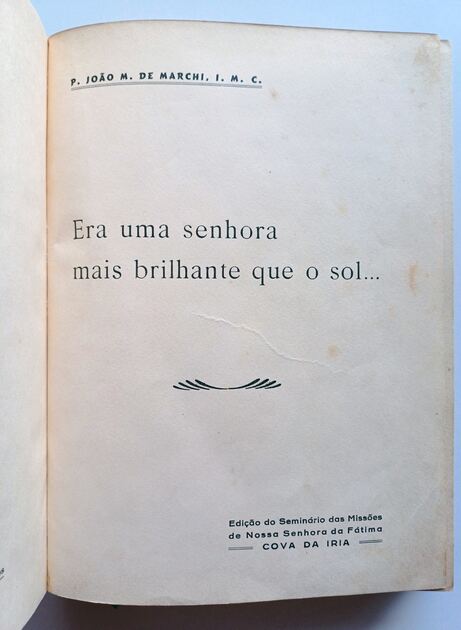 P. JOÃO M. DE MARCHI, I. M. C.
Era uma senhora
mais brilhante que o sol...
Edição do Seminário das Missões
de Nossa Senhora da Fátima
COVA DA IRIA